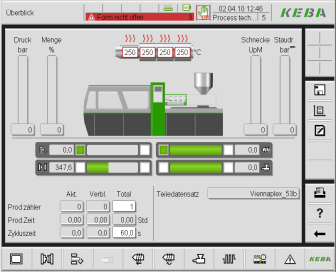 Überblick
Form nicht offen 3
02.04.10 12:46
Process tech... 5
KEBA
Druck Menge
bar %
250 250 250 250 °C
Schnecke Staudr.
UpM bar
0 0
0 0
0,0 0,0
347,6 0,0
Akt. Verbl. Total
Teiledatensatz Viennaplex_53b
Prod.zähler 0 0 1
Prod.Zeit 0,00 0,00 0,00 Std
Zykluszeit 0,0 0,0 60,0 s
?
KEBA